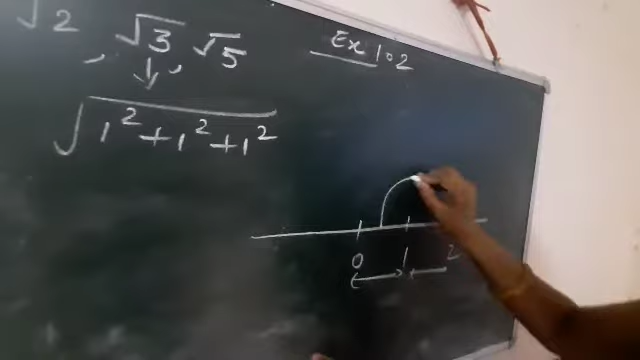 √2 , √3 , √5
Ex 1.2
√1²+1²+1²
0 1 2